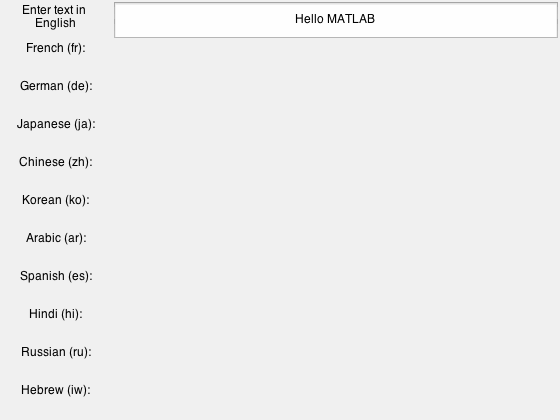 Enter text in
English
Hello MATLAB
French (fr):
German (de):
Japanese (ja):
Chinese (zh):
Korean (ko):
Arabic (ar):
Spanish (es):
Hindi (hi):
Russian (ru):
Hebrew (iw):